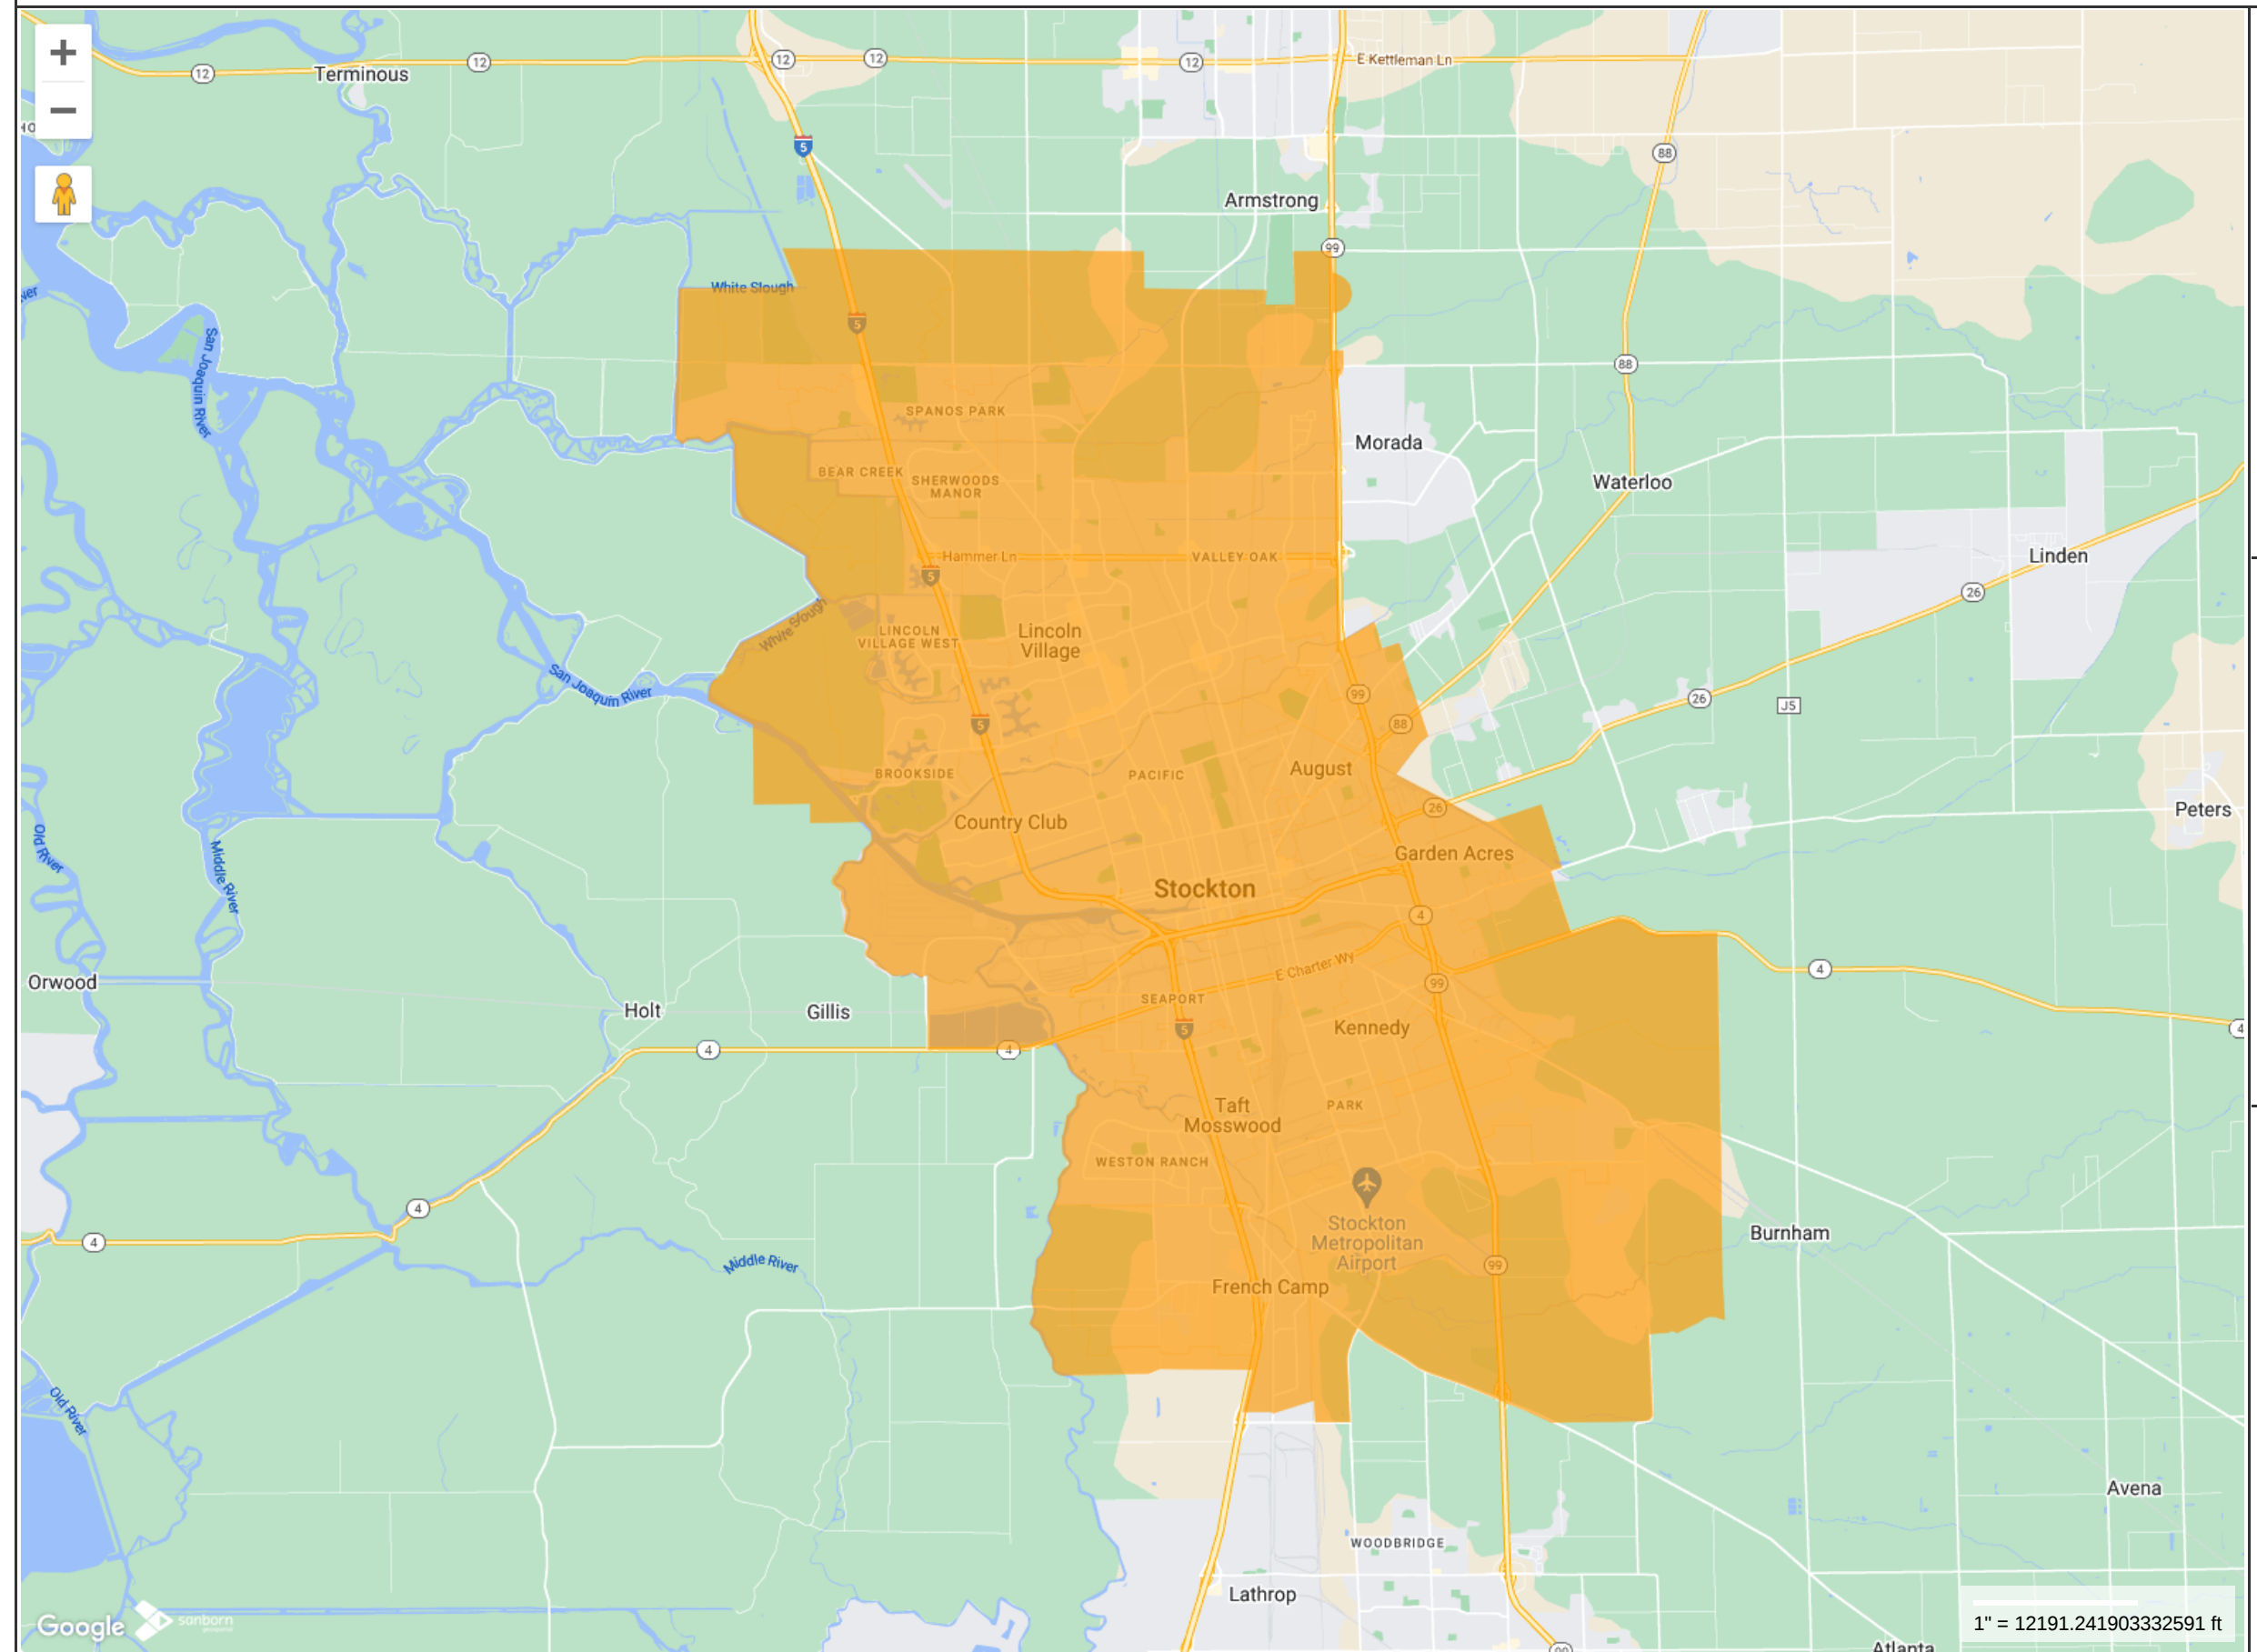 +
−
12
Terminous
12
12
12
12
E Kettleman Ln
5
88
Armstrong
99
White Slough
San Joaquin River
5
88
SPANOS PARK
Morada
BEAR CREEK
SHERWOODS
MANOR
Waterloo
Hammer Ln
VALLEY OAK
Linden
5
26
White Slough
LINCOLN
VILLAGE WEST
Lincoln
Village
San Joaquin River
99
26
J5
5
88
BROOKSIDE
PACIFIC
August
26
Peters
Country Club
Old River
Middle River
Garden Acres
Stockton
4
E Charter Wy
4
Orwood
99
SEAPORT
Holt
Gillis
5
Kennedy
4
4
4
Taft
Mosswood
PARK
WESTON RANCH
4
Stockton
Metropolitan
Airport
Burnham
4
Middle River
99
French Camp
Old River
Avena
WOODBRIDGE
Lathrop
Google
sanborn
1" = 12191.241903332591 ft
Atlanta